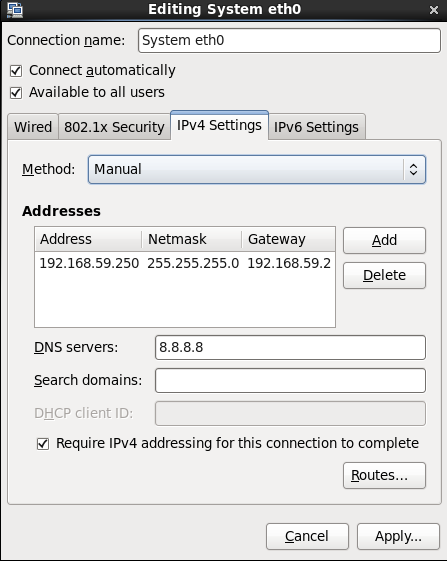 Editing System eth0
Connection name: System eth0
Connect automatically
Available to all users
Wired 802.1x Security IPv4 Settings IPv6 Settings
Method: Manual
Addresses
Address Netmask Gateway
192.168.59.250 255.255.255.0 192.168.59.2
Add
Delete
DNS servers: 8.8.8.8
Search domains:
DHCP client ID:
Require IPv4 addressing for this connection to complete
Routes...
Cancel Apply...